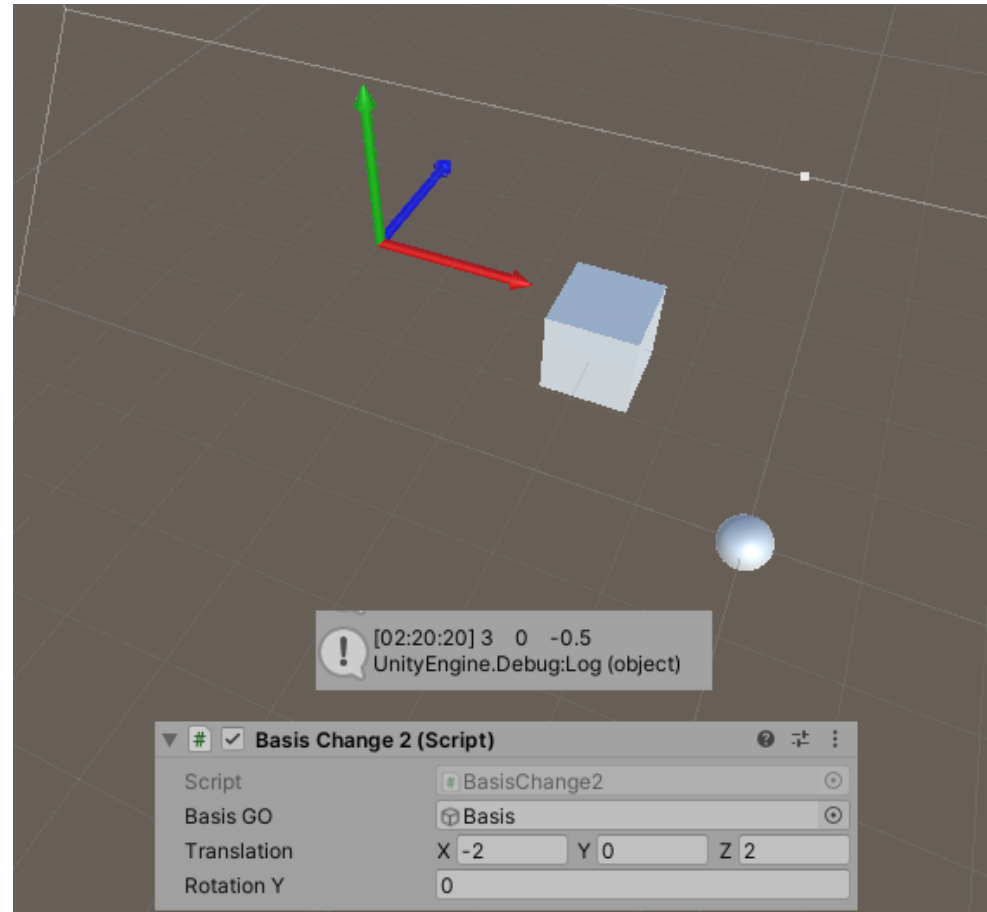 [02:20:20] 3 0 -0.5
UnityEngine.Debug:Log (object)
# Basis Change 2 (Script)
Script # BasisChange2
Basis GO Basis
Translation X -2 Y 0 Z 2
Rotation Y 0